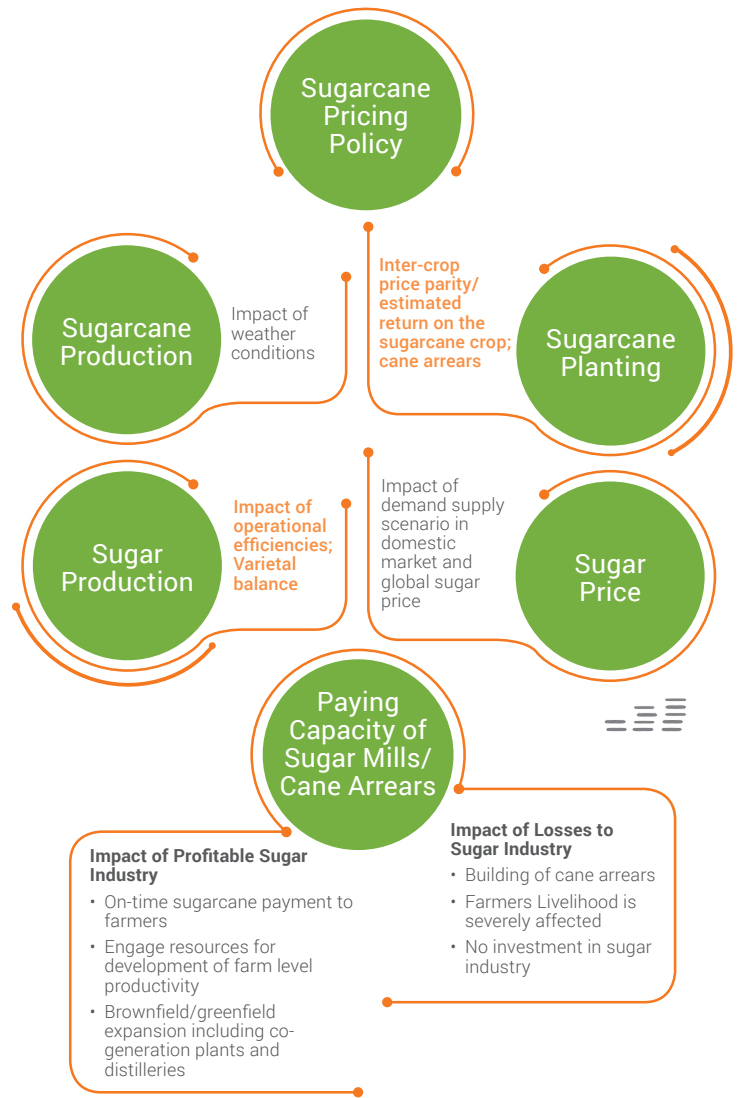 Sugarcane
Pricing
Policy
Sugarcane
Production
Impact of
weather
conditions
Inter-crop
price parity/
estimated
return on the
sugarcane crop;
cane arrears
Sugarcane
Planting
Sugar
Production
Impact of
operational
efficiencies;
Varietal
balance
Impact of
demand supply
scenario in
domestic
market and
global sugar
price
Sugar
Price
Paying
Capacity of
Sugar Mills/
Cane Arrears
Impact of Profitable Sugar
Industry
• On-time sugarcane payment to
farmers
• Engage resources for
development of farm level
productivity
• Brownfield/greenfield
expansion including co-
generation plants and
distilleries
Impact of Losses to
Sugar Industry
• Building of cane arrears
• Farmers Livelihood is
severely affected
• No investment in sugar
industry